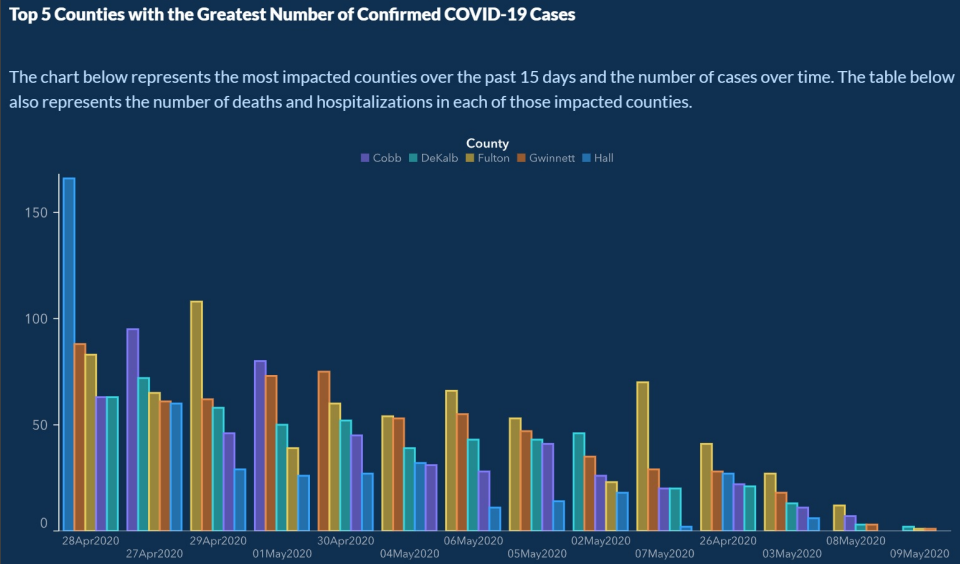 Top 5 Counties with the Greatest Number of Confirmed COVID-19 Cases
The chart below represents the most impacted counties over the past 15 days and the number of cases over time. The table below
also represents the number of deaths and hospitalizations in each of those impacted counties.
County
Cobb DeKalb Fulton Gwinnett Hall
150
100
50
0
28Apr2020 29Apr2020 30Apr2020 06May2020 02May2020 26Apr2020 08May2020
27Apr2020 01May2020 04May2020 05May2020 07May2020 03May2020 09May2020